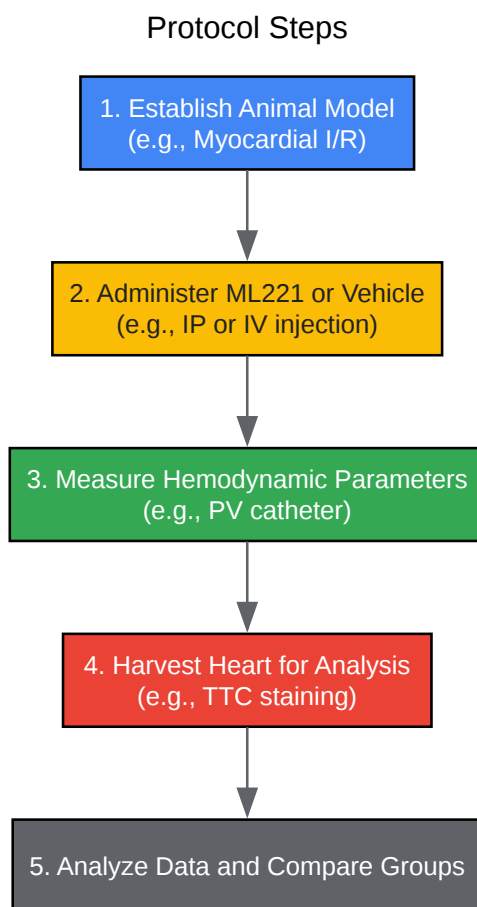 Protocol Steps
1. Establish Animal Model
(e.g., Myocardial I/R)
2. Administer ML221 or Vehicle
(e.g., IP or IV injection)
3. Measure Hemodynamic Parameters
(e.g., PV catheter)
4. Harvest Heart for Analysis
(e.g., TTC staining)
5. Analyze Data and Compare Groups